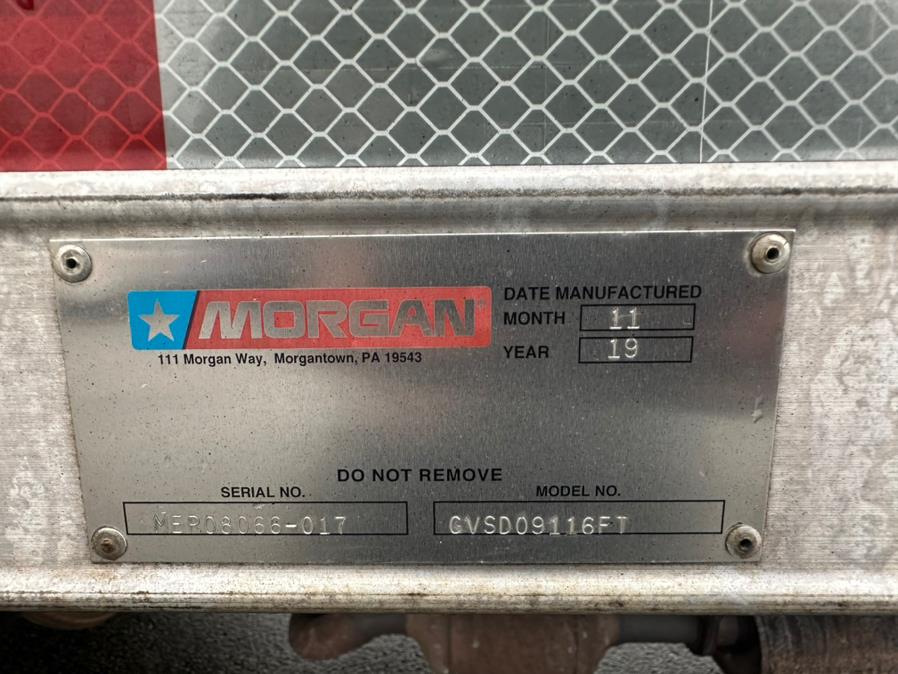 MORGAN
111 Morgan Way, Morgantown, PA 19543
DATE MANUFACTURED
MONTH 11
YEAR 19
DO NOT REMOVE
SERIAL NO.
MER08066-017
MODEL NO.
GVSD09116FT